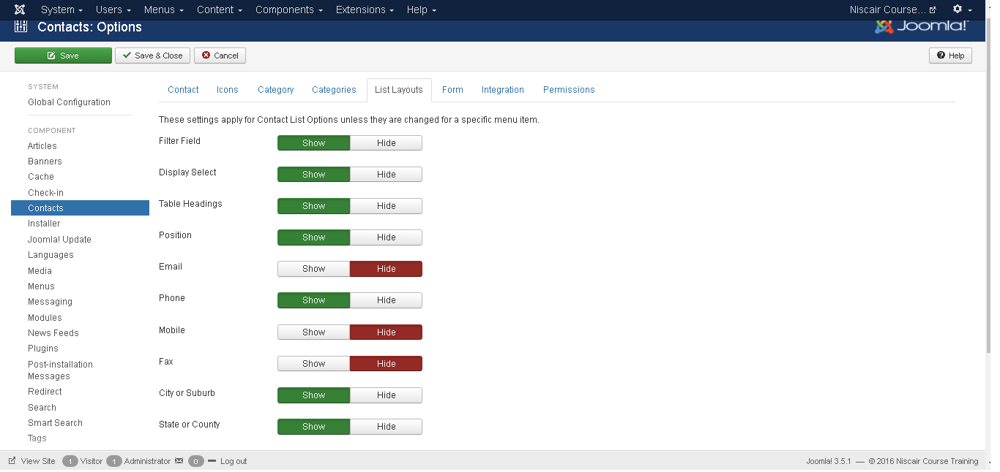 System Users Menus Content Components Extensions Help Niscair Course...
Contacts: Options Joomla!
Save Save & Close Cancel Help
SYSTEM
Global Configuration
COMPONENT
Articles
Banners
Cache
Check-in
Contacts
Installer
Joomla! Update
Languages
Media
Menus
Messaging
Modules
News Feeds
Plugins
Post-installation
Messages
Redirect
Search
Smart Search
Tags
Contact Icons Category Categories List Layouts Form Integration Permissions
These settings apply for Contact List Options unless they are changed for a specific menu item.
Filter Field Show Hide
Display Select Show Hide
Table Headings Show Hide
Position Show Hide
Email Show Hide
Phone Show Hide
Mobile Show Hide
Fax Show Hide
City or Suburb Show Hide
State or County Show Hide
View Site 1 Visitor 1 Administrator 0 Log out Joomla! 3.5.1 — © 2016 Niscair Course Training